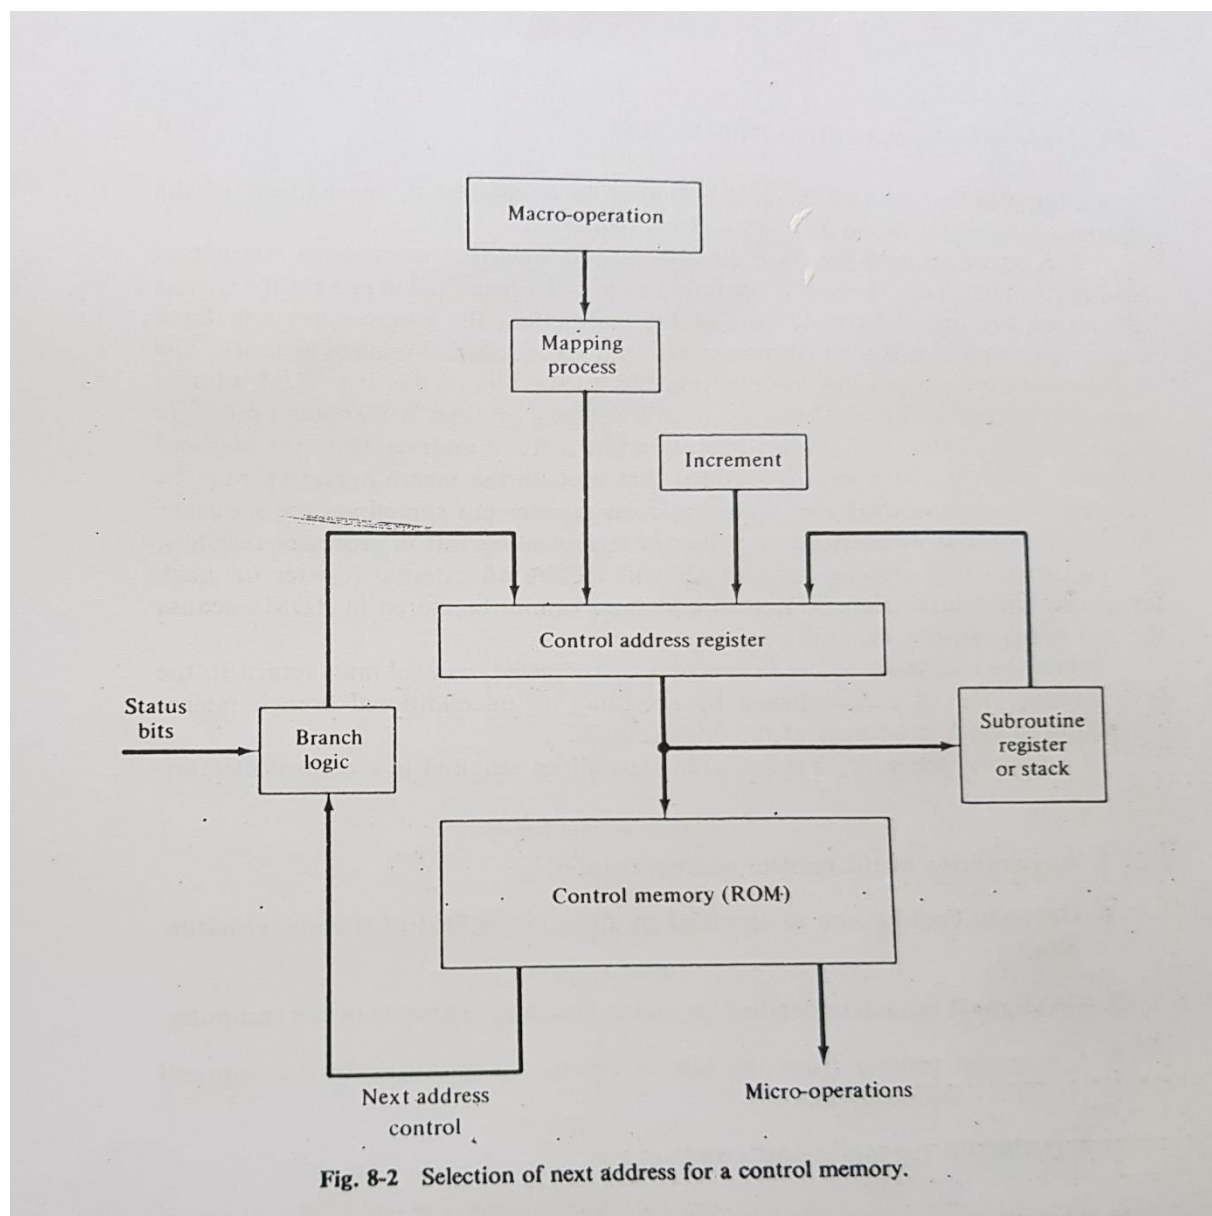 Macro-operation
Mapping
process
Increment
Control address register
Status
bits
Branch
logic
Subroutine
register
or stack
Control memory (ROM)
Next address
control
Micro-operations
Fig. 8-2 Selection of next address for a control memory.